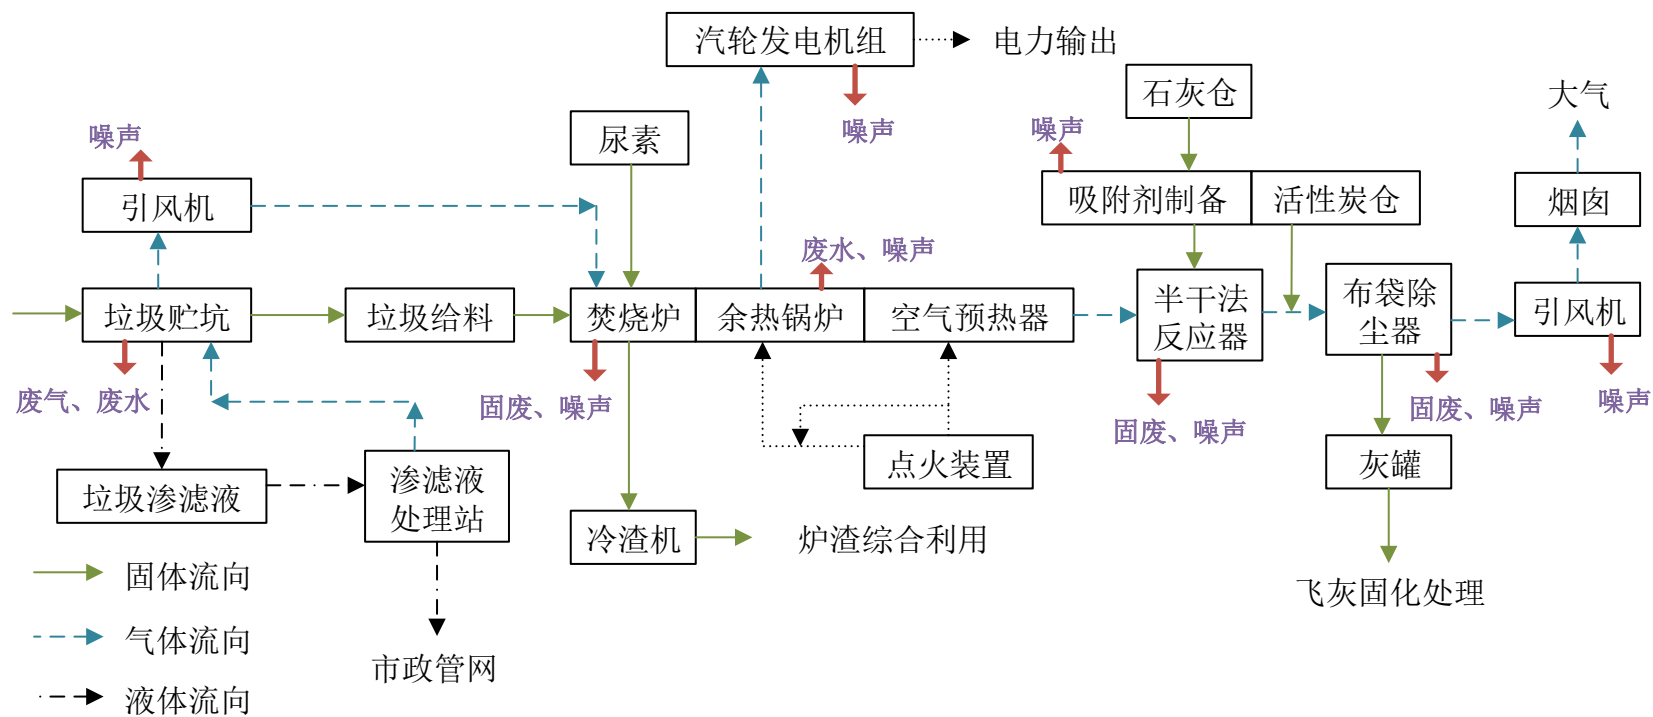 汽轮发电机组
电力输出
石灰仓
大气
噪声
尿素
噪声
噪声
引风机
吸附剂制备
活性炭仓
烟囱
废水、噪声
垃圾贮坑
垃圾给料
焚烧炉
余热锅炉
空气预热器
半干法
反应器
布袋除
尘器
引风机
废气、废水
固废、噪声
固废、噪声
固废、噪声
噪声
垃圾渗滤液
渗滤液
处理站
点火装置
灰罐
冷渣机
炉渣综合利用
固体流向
飞灰固化处理
气体流向
市政管网
液体流向